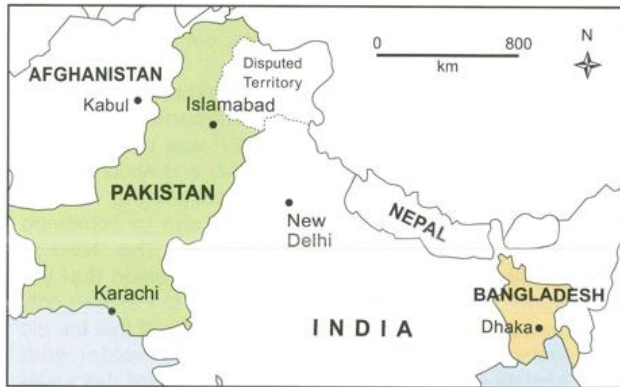 0 800
km
N
AFGHANISTAN
Kabul
Disputed
Territory
Islamabad
PAKISTAN
New
Delhi
NEPAL
Karachi
INDIA
BANGLADESH
Dhaka